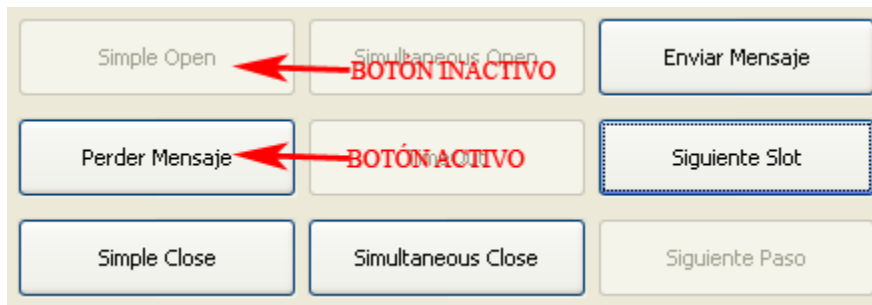 Simple Open
Simultaneous Open
Enviar Mensaje
BOTÓN INACTIVO
Perder Mensaje
BOTÓN ACTIVO
Siguiente Slot
Simple Close
Simultaneous Close
Siguiente Paso